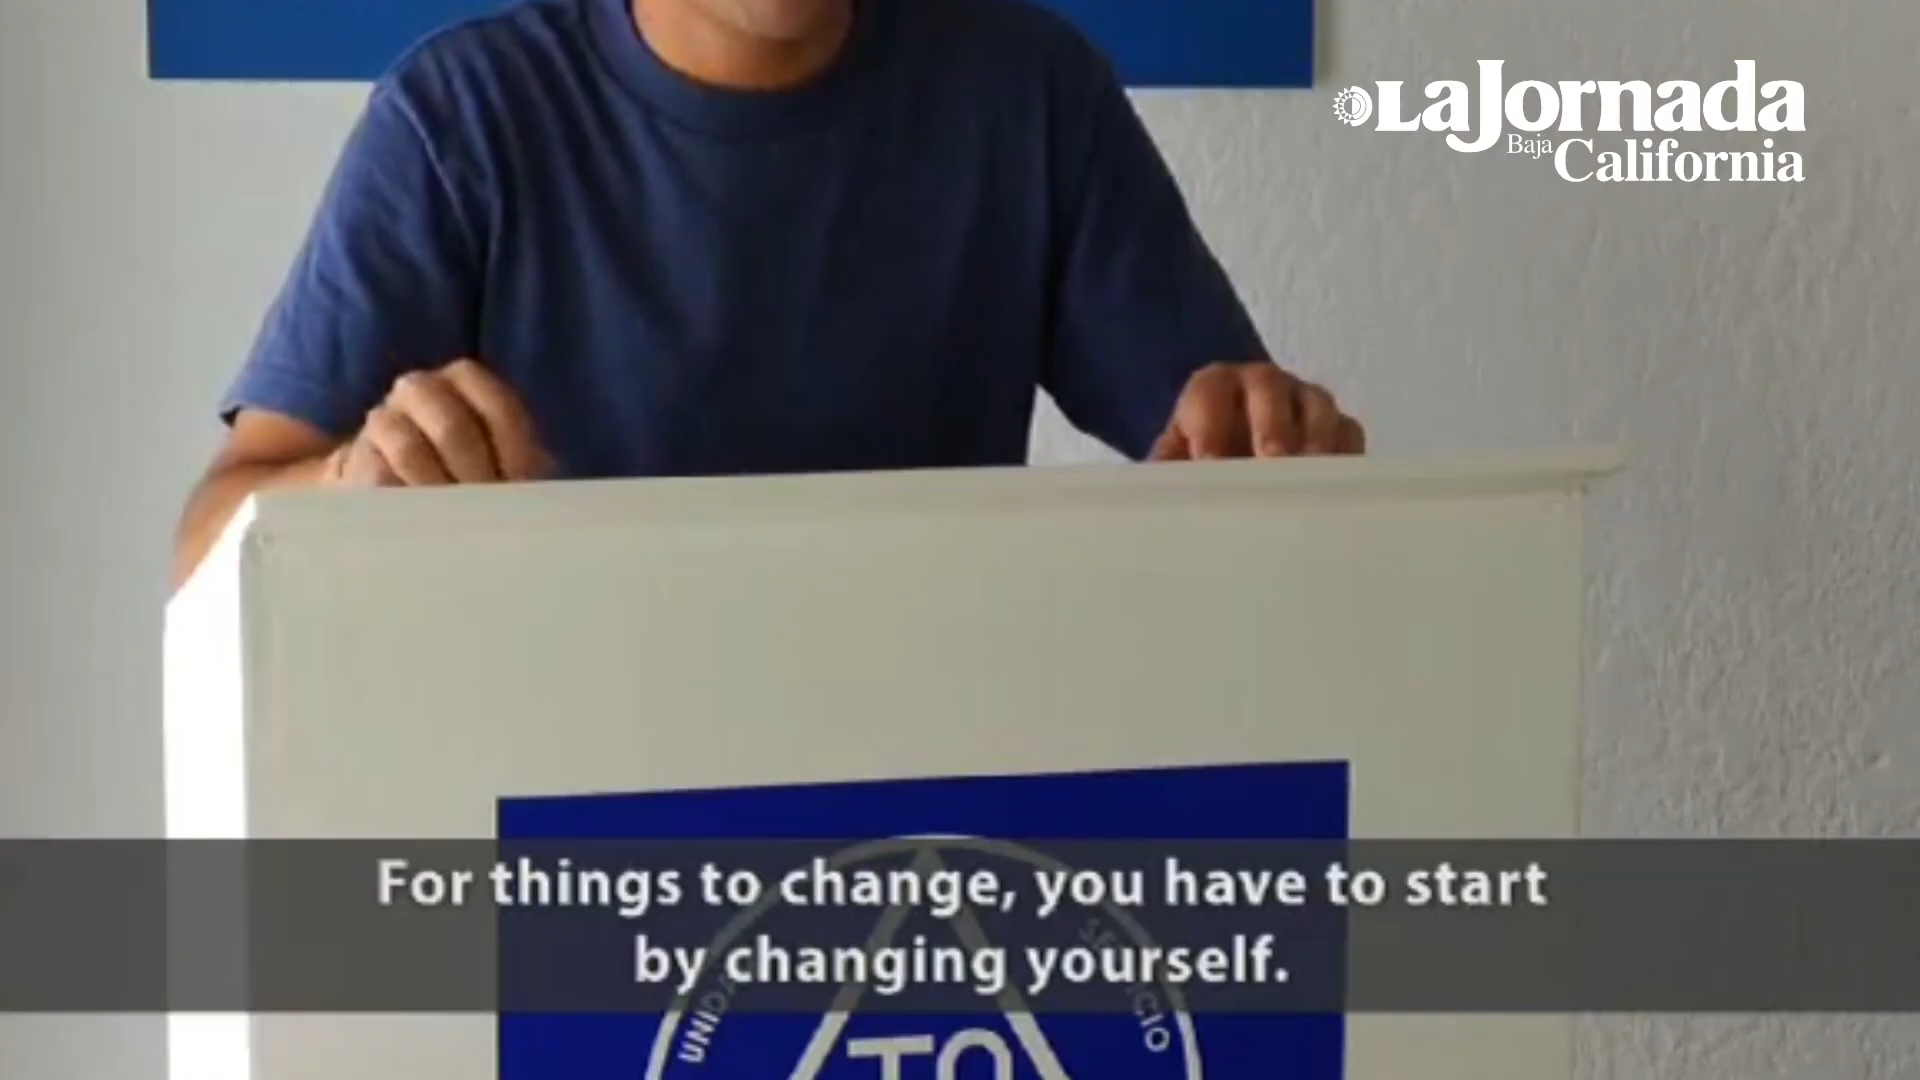 LaJornada
Baja
California
For things to change, you have to start
by changing yourself.